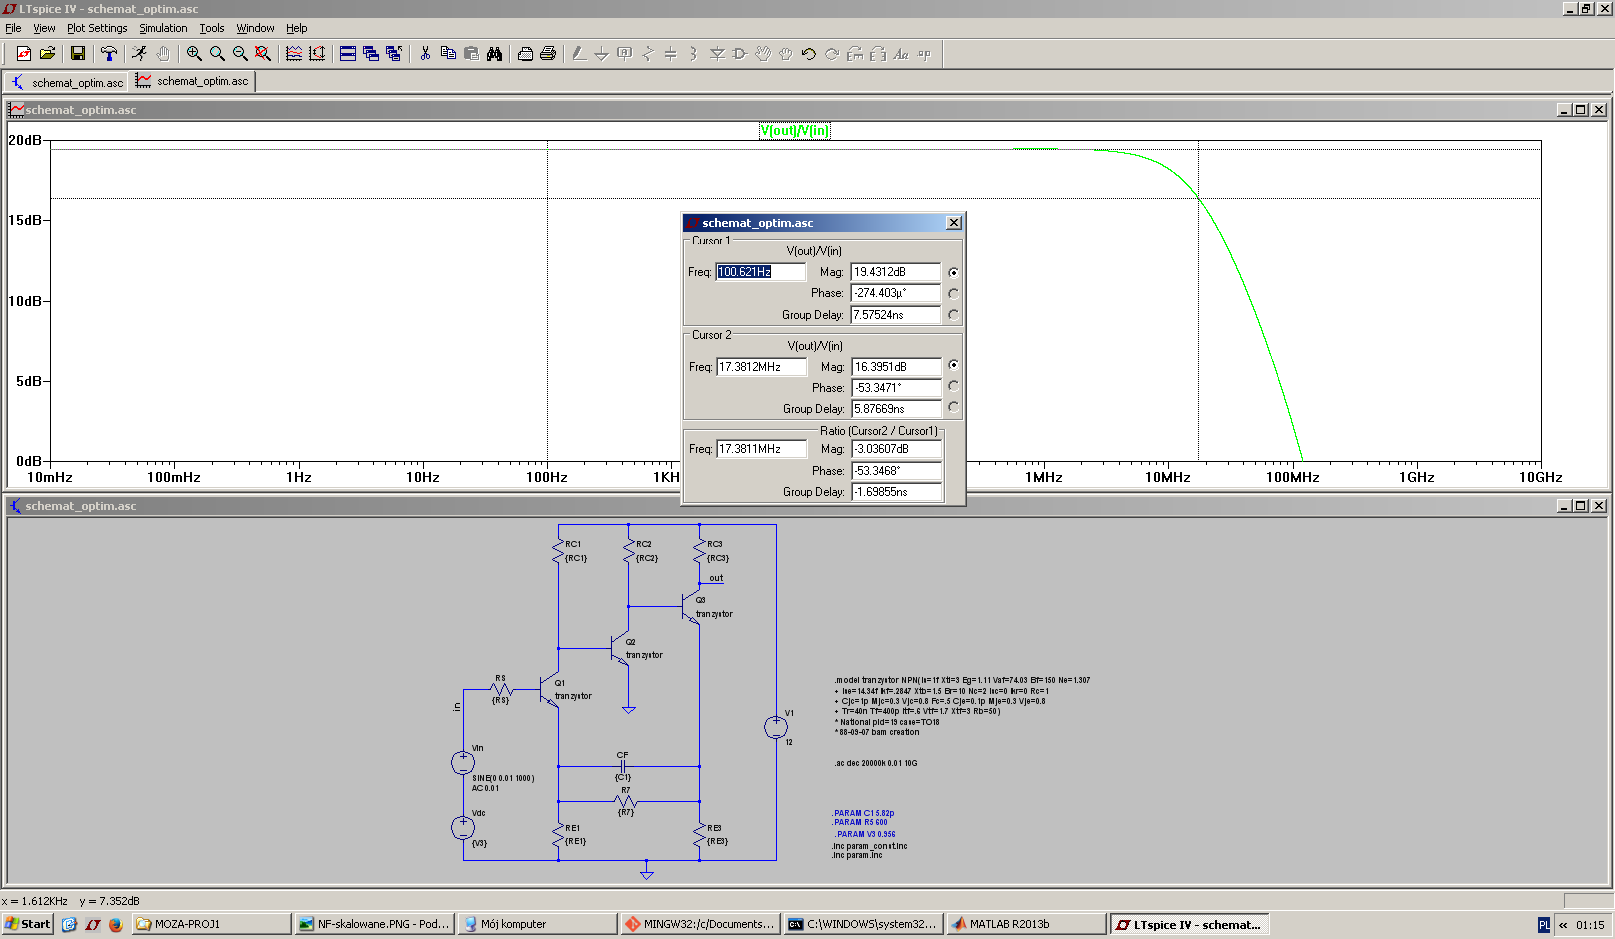 LTspice IV - schemat_optim.asc
File View Plot Settings Simulation Tools Window Help
schemat_optim.asc
schemat_optim.asc
schemat_optim.asc
V(out)/V(in)
20dB
15dB
10dB
5dB
0dB
10mHz 100mHz 1Hz 10Hz 100Hz 1KHz 1MHz 10MHz 100MHz 1GHz 10GHz
schemat_optim.asc
Cursor 1
V(out)/V(in)
Freq: 100.621Hz Mag: 19.4312dB
Phase: -274.403µ°
Group Delay: 7.57524ns
Cursor 2
V(out)/V(in)
Freq: 17.3812MHz Mag: 16.3951dB
Phase: -53.3471°
Group Delay: 5.87669ns
Ratio (Cursor2 / Cursor1)
Freq: 17.3811MHz Mag: -3.03607dB
Phase: -53.3468°
Group Delay: -1.69855ns
schemat_optim.asc
RC1
{RC1}
RC2
{RC2}
RC3
{RC3}
out
Q3
tranzystor
Q2
tranzystor
RS
{RS}
Q1
tranzystor
in
V1
12
Vin
SINE(0 0.01 1000)
AC 0.01
CF
{C1}
R7
{R7}
Vdc
{V3}
RE1
{RE1}
RE3
{RE3}
.model tranzystor NPN(Is=1f Xti=3 Eg=1.11 Vaf=74.03 Bf=150 Ne=1.307
+ Ise=14.34f Ikf=.2847 Xtb=1.5 Br=10 Nc=2 Isc=0 Ikr=0 Rc=1
+ Cjc=1p Mjc=0.3 Vjc=0.8 Fc=.5 Cje=0.1p Mje=0.3 Vje=0.8
+ Tr=40n Tf=400p Itf=.6 Vtf=1.7 Xtf=3 Rb=50)
* National pid=19 case=TO18
* 88-09-07 bam creation
.ac dec 20000k 0.01 10G
.PARAM C1 5.82p
.PARAM R5 600
.PARAM V3 0.956
.inc param_const.inc
.inc param.inc
x = 1.612KHz y = 7.352dB
Start MOZA-PROJ1 NF-skalowane.PNG - Pod... Mój komputer MINGW32:/c/Documents... C:\WINDOWS\system32... MATLAB R2013b LTspice IV - schemat... PL « 01:15